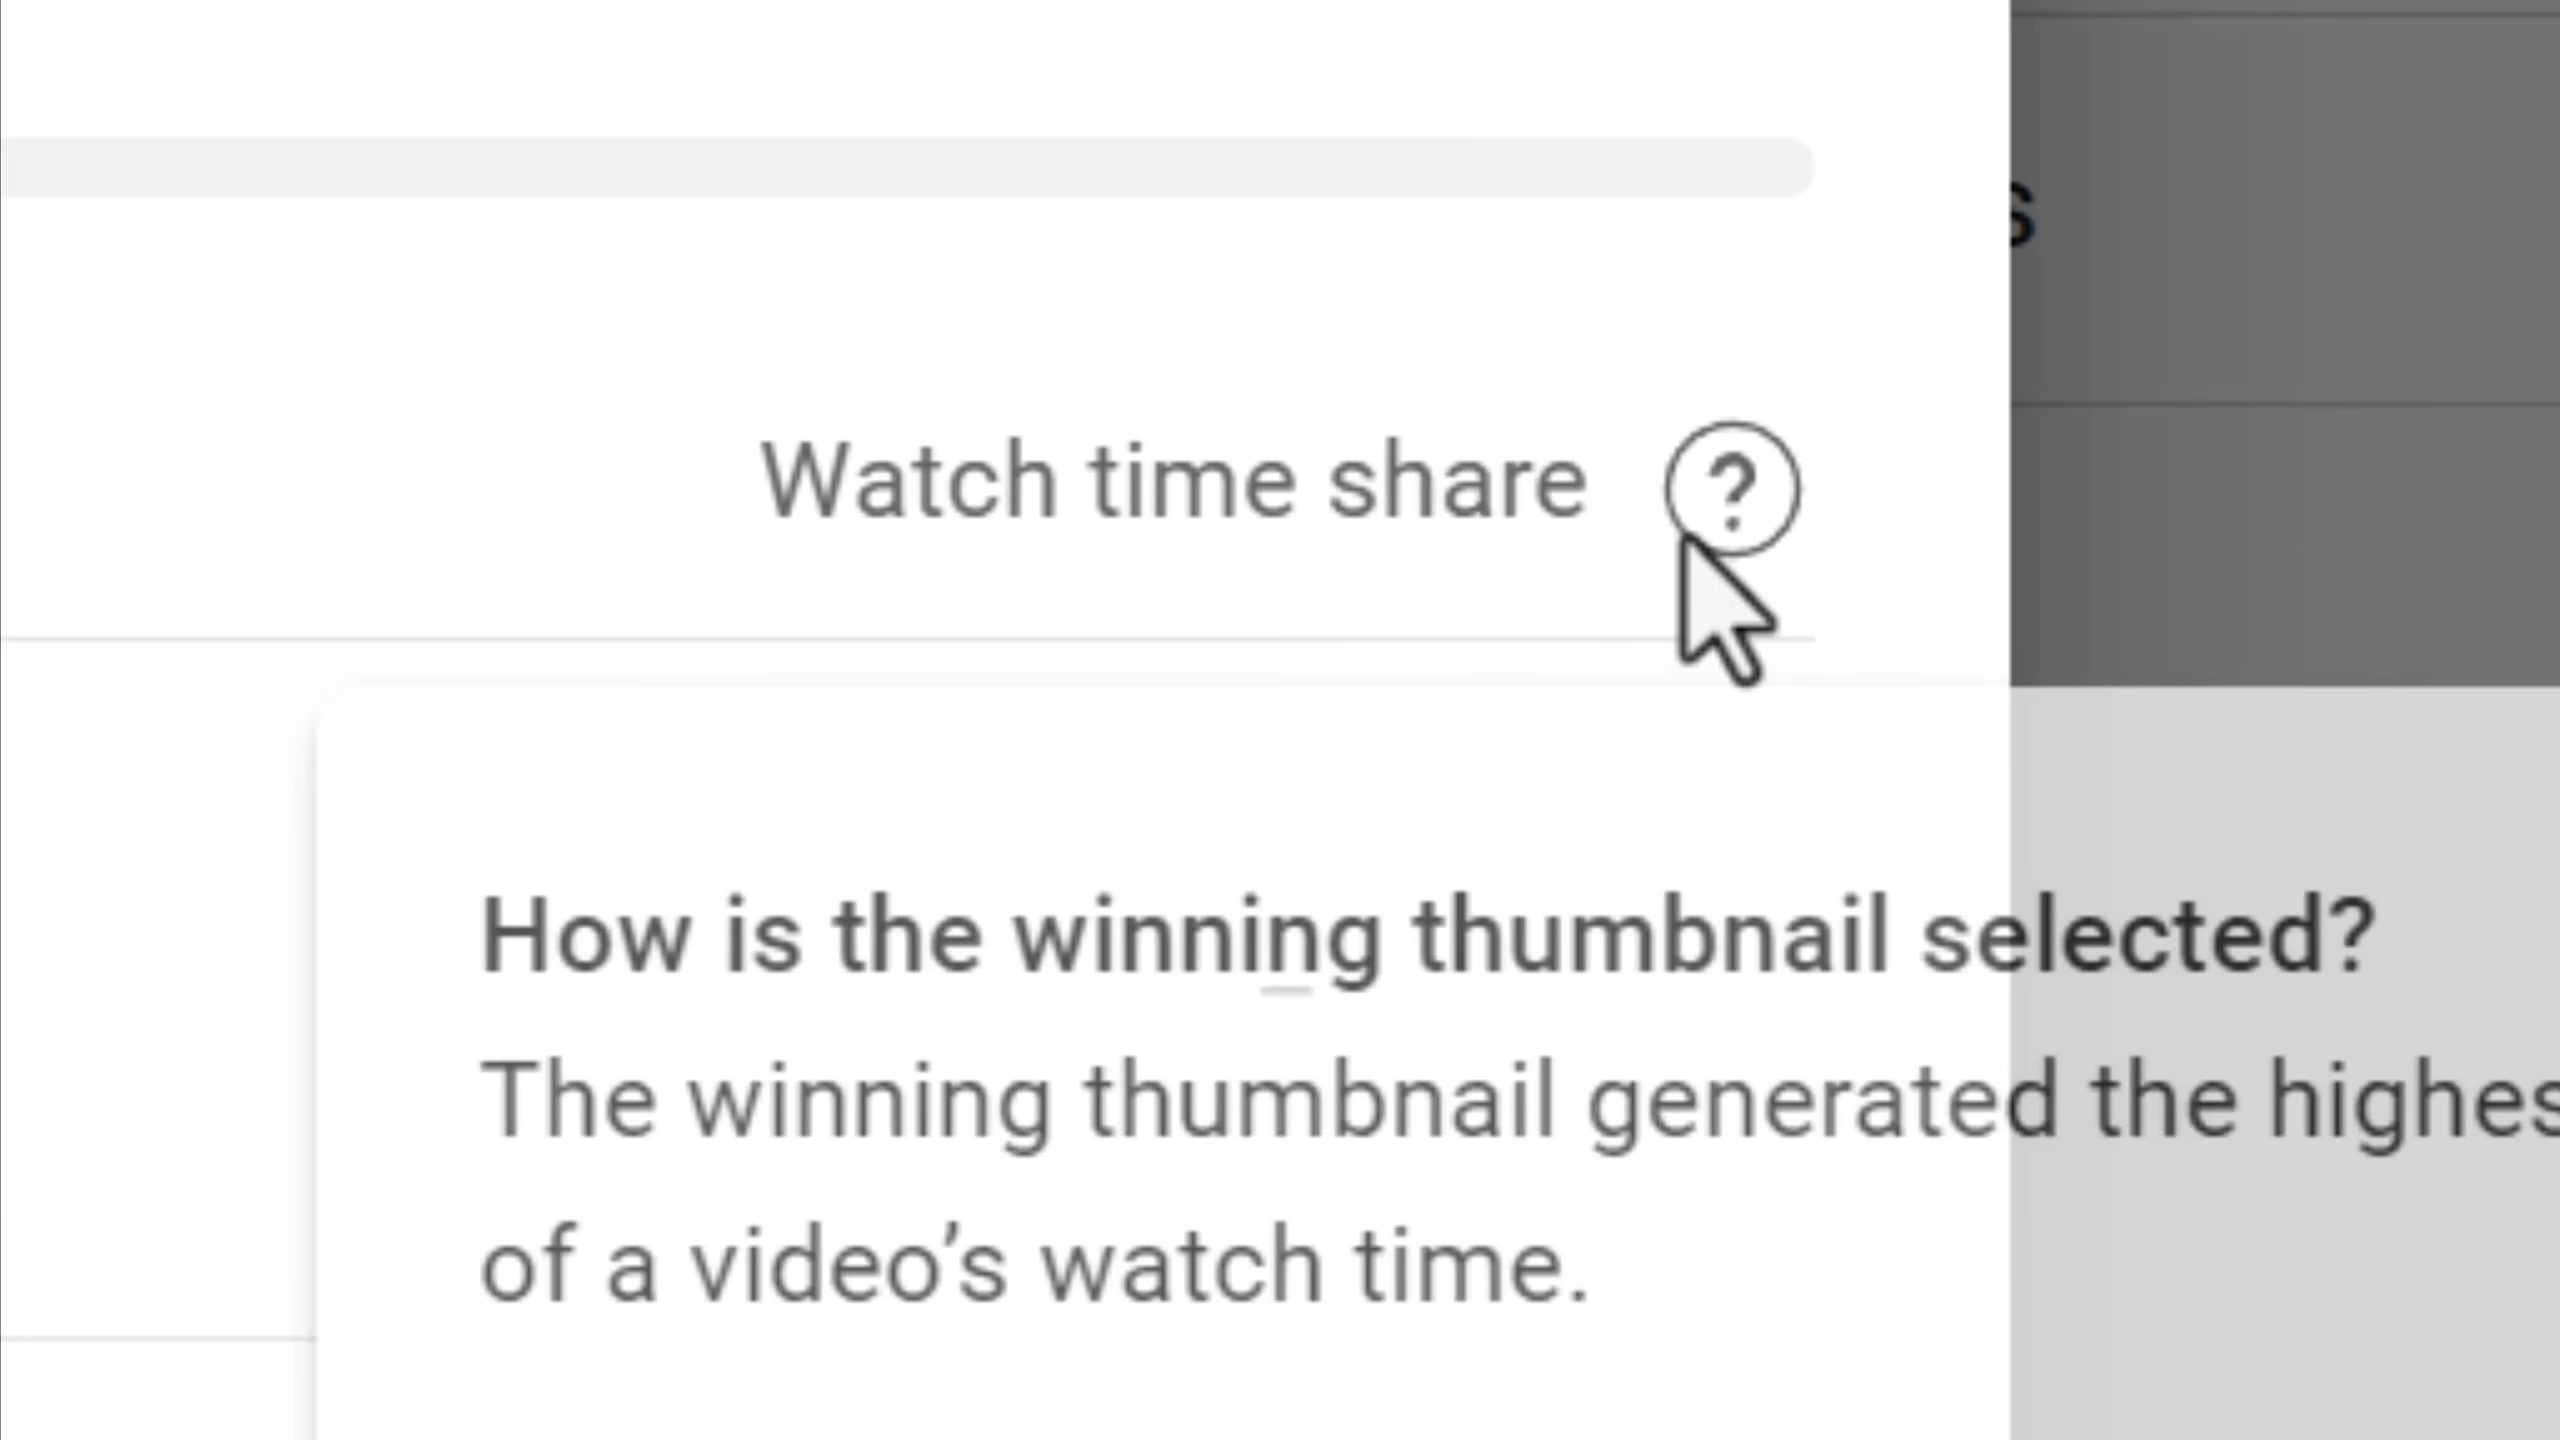 s
Watch time share ?
How is the winning thumbnail selected?
The winning thumbnail generated the highes
of a video’s watch time.